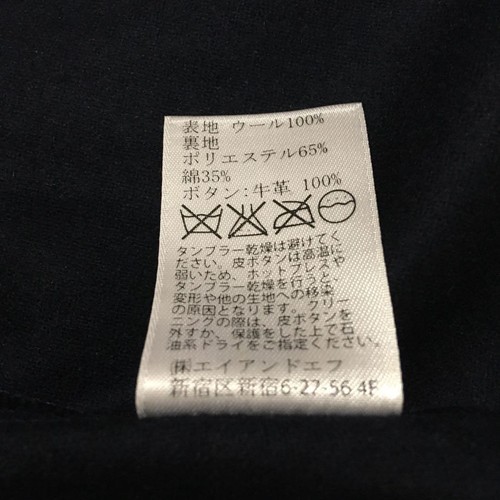 表地 ウール100%
裏地
ポリエステル65%
綿35%
ボタン:牛革 100%
タンブラー乾燥は避けてく
ださい。皮ボタンは高温に
弱いため、ホットプレスや
タンブラー乾燥を行うと、
変形や他の生地への移染
の原因となります。クリー
ニングの際は、皮ボタンを
外すか、保護をした上で石
油系ドライをご指定ください。
㈱エイアンドエフ
新宿区新宿6-27-56 4F